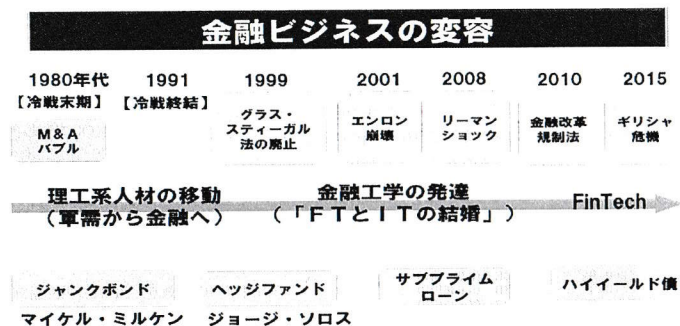 金融ビジネスの変容
1980年代
【冷戦末期】
M&A
バブル
1991
【冷戦終結】
1999
グラス・
スティーガル
法の廃止
2001
エンロン
崩壊
2008
リーマン
ショック
2010
金融改革
規制法
2015
ギリシャ
危機
理工系人材の移動
（軍需から金融へ）
金融工学の発達
（「FTとITの結婚」）
FinTech
ジャンクボンド
マイケル・ミルケン
ヘッジファンド
ジョージ・ソロス
サブプライム
ローン
ハイイールド債